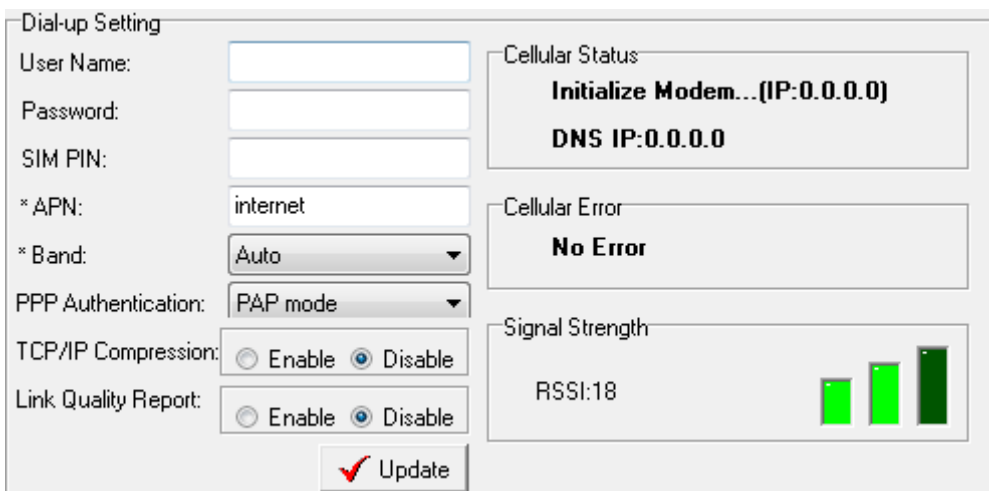 Dial-up Setting
User Name:
Password:
SIM PIN:
* APN: internet
* Band: Auto
PPP Authentication: PAP mode
TCP/IP Compression: Enable Disable
Link Quality Report: Enable Disable
Update
Cellular Status
Initialize Modem...(IP:0.0.0.0)
DNS IP:0.0.0.0
Cellular Error
No Error
Signal Strength
RSSI:18